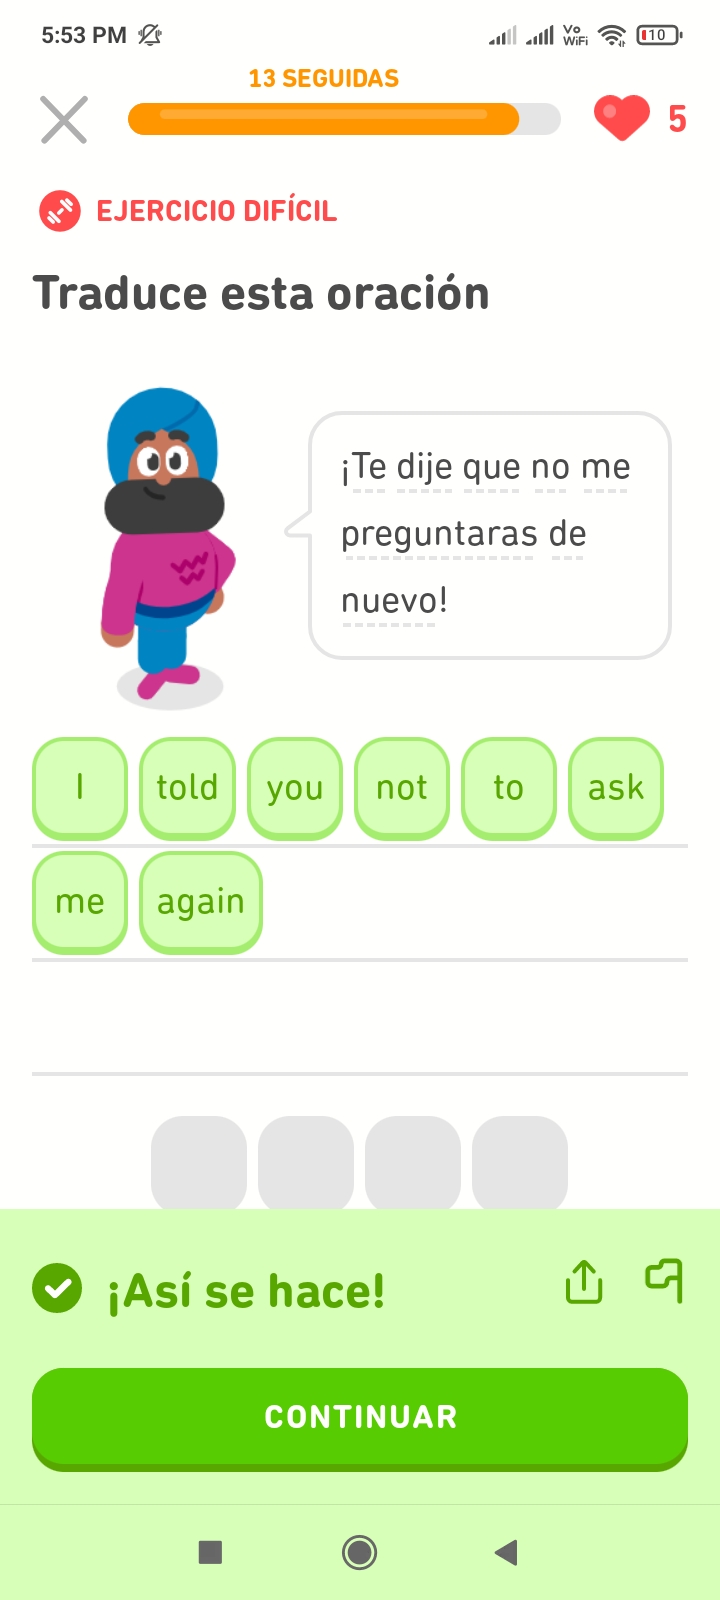 5:53 PM Vo WiFi 10
13 SEGUIDAS
5
EJERCICIO DIFÍCIL
Traduce esta oración
¡Te dije que no me
preguntaras de
nuevo!
I told you not to ask
me again
¡Así se hace!
CONTINUAR